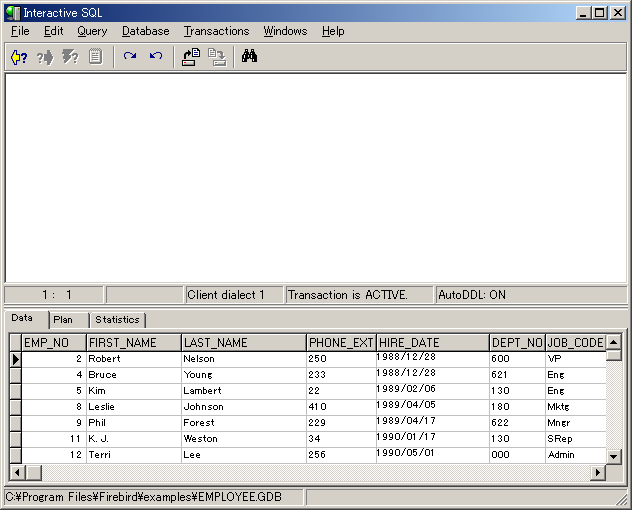 Interactive SQL
File Edit Query Database Transactions Windows Help
1 : 1 Client dialect 1 Transaction is ACTIVE. AutoDDL: ON
Data Plan Statistics
EMP_NO FIRST_NAME LAST_NAME PHONE_EXT HIRE_DATE DEPT_NO JOB_CODE
2 Robert Nelson 250 1988/12/28 600 VP
4 Bruce Young 233 1988/12/28 621 Eng
5 Kim Lambert 22 1989/02/06 130 Eng
8 Leslie Johnson 410 1989/04/05 180 Mktg
9 Phil Forest 229 1989/04/17 622 Mngr
11 K. J. Weston 34 1990/01/17 130 SRep
12 Terri Lee 256 1990/05/01 000 Admin
C:¥Program Files¥Firebird¥examples¥EMPLOYEE.GDB